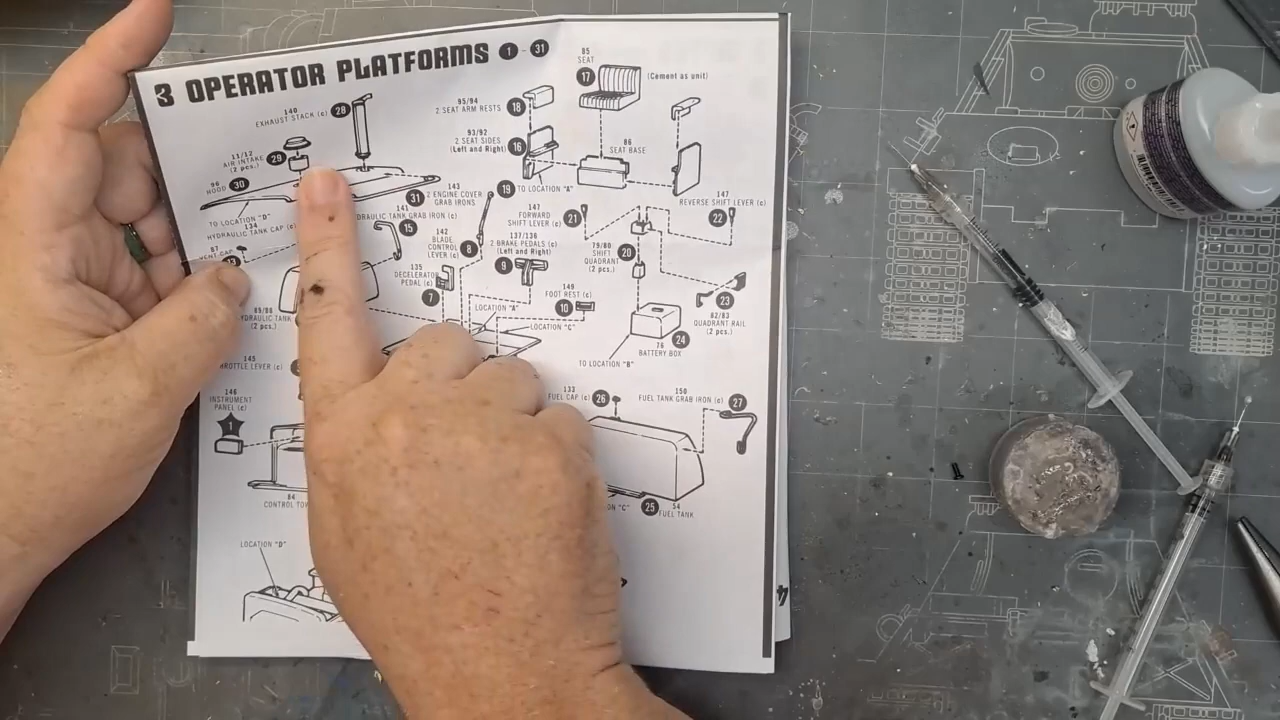 3 OPERATOR PLATFORMS 1 - 31
85
SEAT
17
(Cement as unit)
140
EXHAUST STACK (c) 28
95/94
2 SEAT ARM RESTS 18
11/12
AIR INTAKE
(2 pcs.)
29
93/92
2 SEAT SIDES
(Left and Right)
16
86
SEAT BASE
96
HOOD 30
TO LOCATION "D"
31
143
2 ENGINE COVER
GRAB IRONS
19 TO LOCATION "A"
147
REVERSE SHIFT LEVER (c)
22
134
HYDRAULIC TANK CAP (c)
141
DRAULIC TANK GRAB IRON (c)
15
142
BLADE
CONTROL
LEVER (c)
8
147
FORWARD
SHIFT LEVER (c)
21
87
VENT CAP
137/136
2 BRAKE PEDALS (c)
(Left and Right)
9
79/80
SHIFT
QUADRANT
(2 pcs.)
20
135
DECELERATOR
PEDAL (c)
7
149
FOOT REST (c)
10
23
82/83
QUADRANT RAIL
(2 pcs.)
89/88
YDRAULIC TANK
(2 pcs.)
LOCATION "A"
LOCATION "C"
24
78
BATTERY BOX
TO LOCATION "B"
145
HROTTLE LEVER (c)
146
INSTRUMENT
PANEL (c)
1
133
FUEL CAP (c) 26
150
FUEL TANK GRAB IRON (c) 27
84
CONTROL TOW
N "C"
25
54
FUEL TANK
LOCATION "D"
4